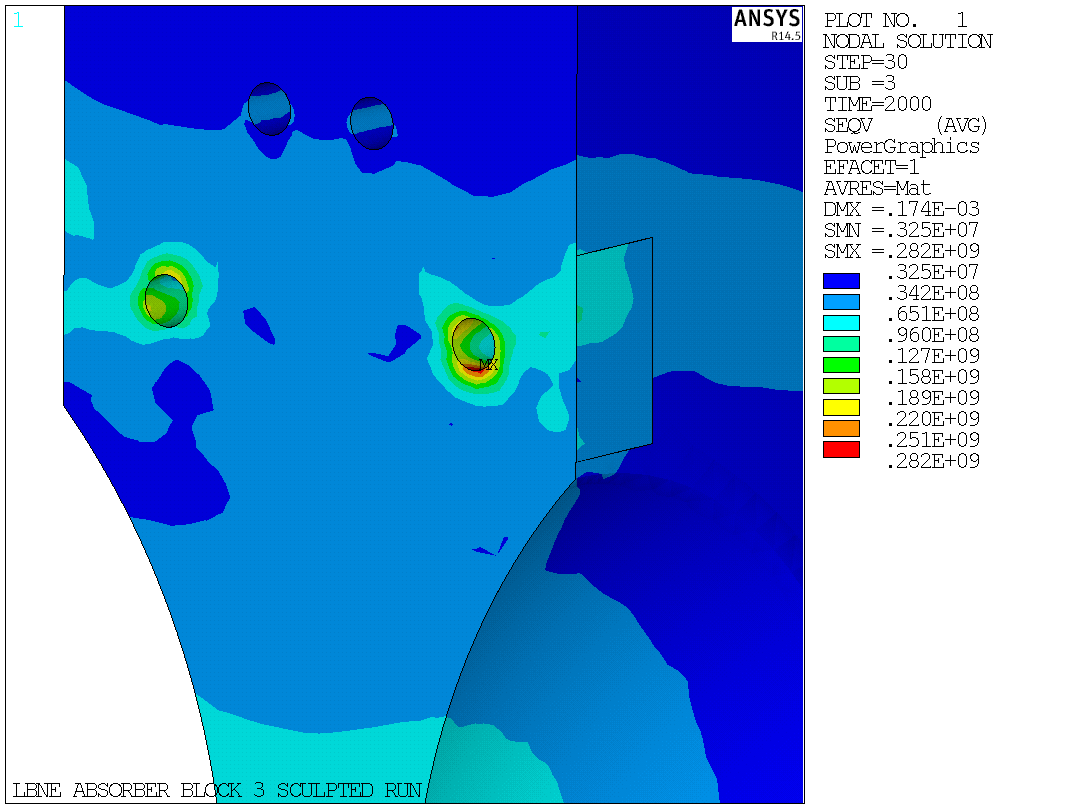 1
ANSYS
R14.5
PLOT NO.   1
NODAL SOLUTION
STEP=30
SUB =3
TIME=2000
SEQV     (AVG)
PowerGraphics
EFACET=1
AVRES=Mat
DMX =.174E-03
SMN =.325E+07
SMX =.282E+09
.325E+07
.342E+08
.651E+08
.960E+08
.127E+09
.158E+09
.189E+09
.220E+09
.251E+09
.282E+09
MX
LBNE ABSORBER BLOCK 3 SCULPTED RUN